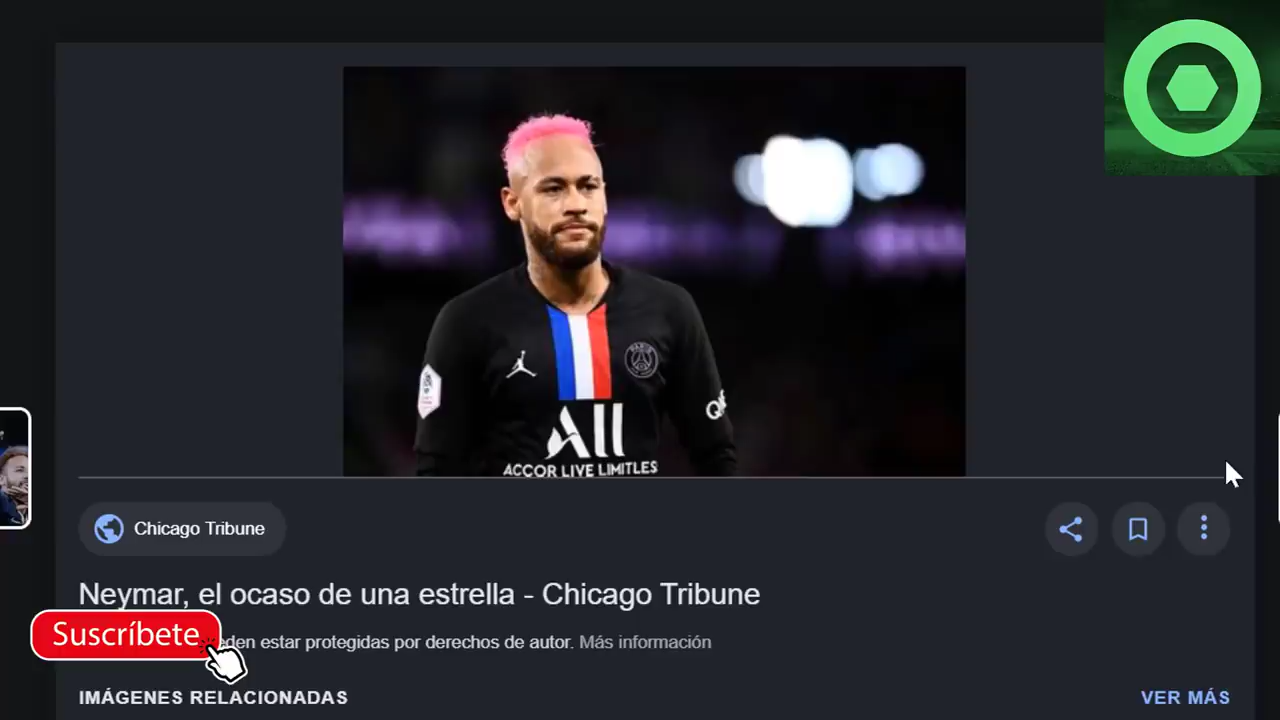 PARIS
All
ACCOR LIVE LIMITLES
Chicago Tribune
Neymar, el ocaso de una estrella - Chicago Tribune
Suscríbete
eden estar protegidas por derechos de autor. Más información
IMÁGENES RELACIONADAS
VER MÁS